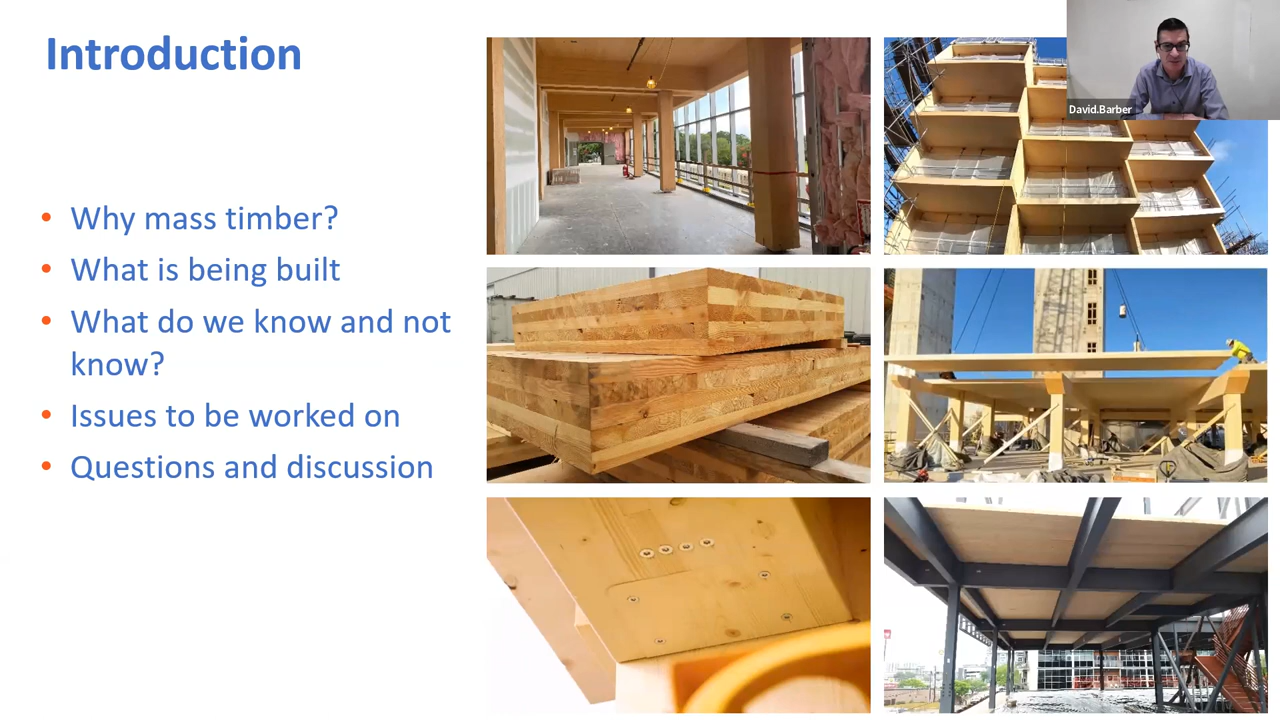 Introduction
David.Barber
• Why mass timber?
• What is being built
• What do we know and not
know?
• Issues to be worked on
• Questions and discussion